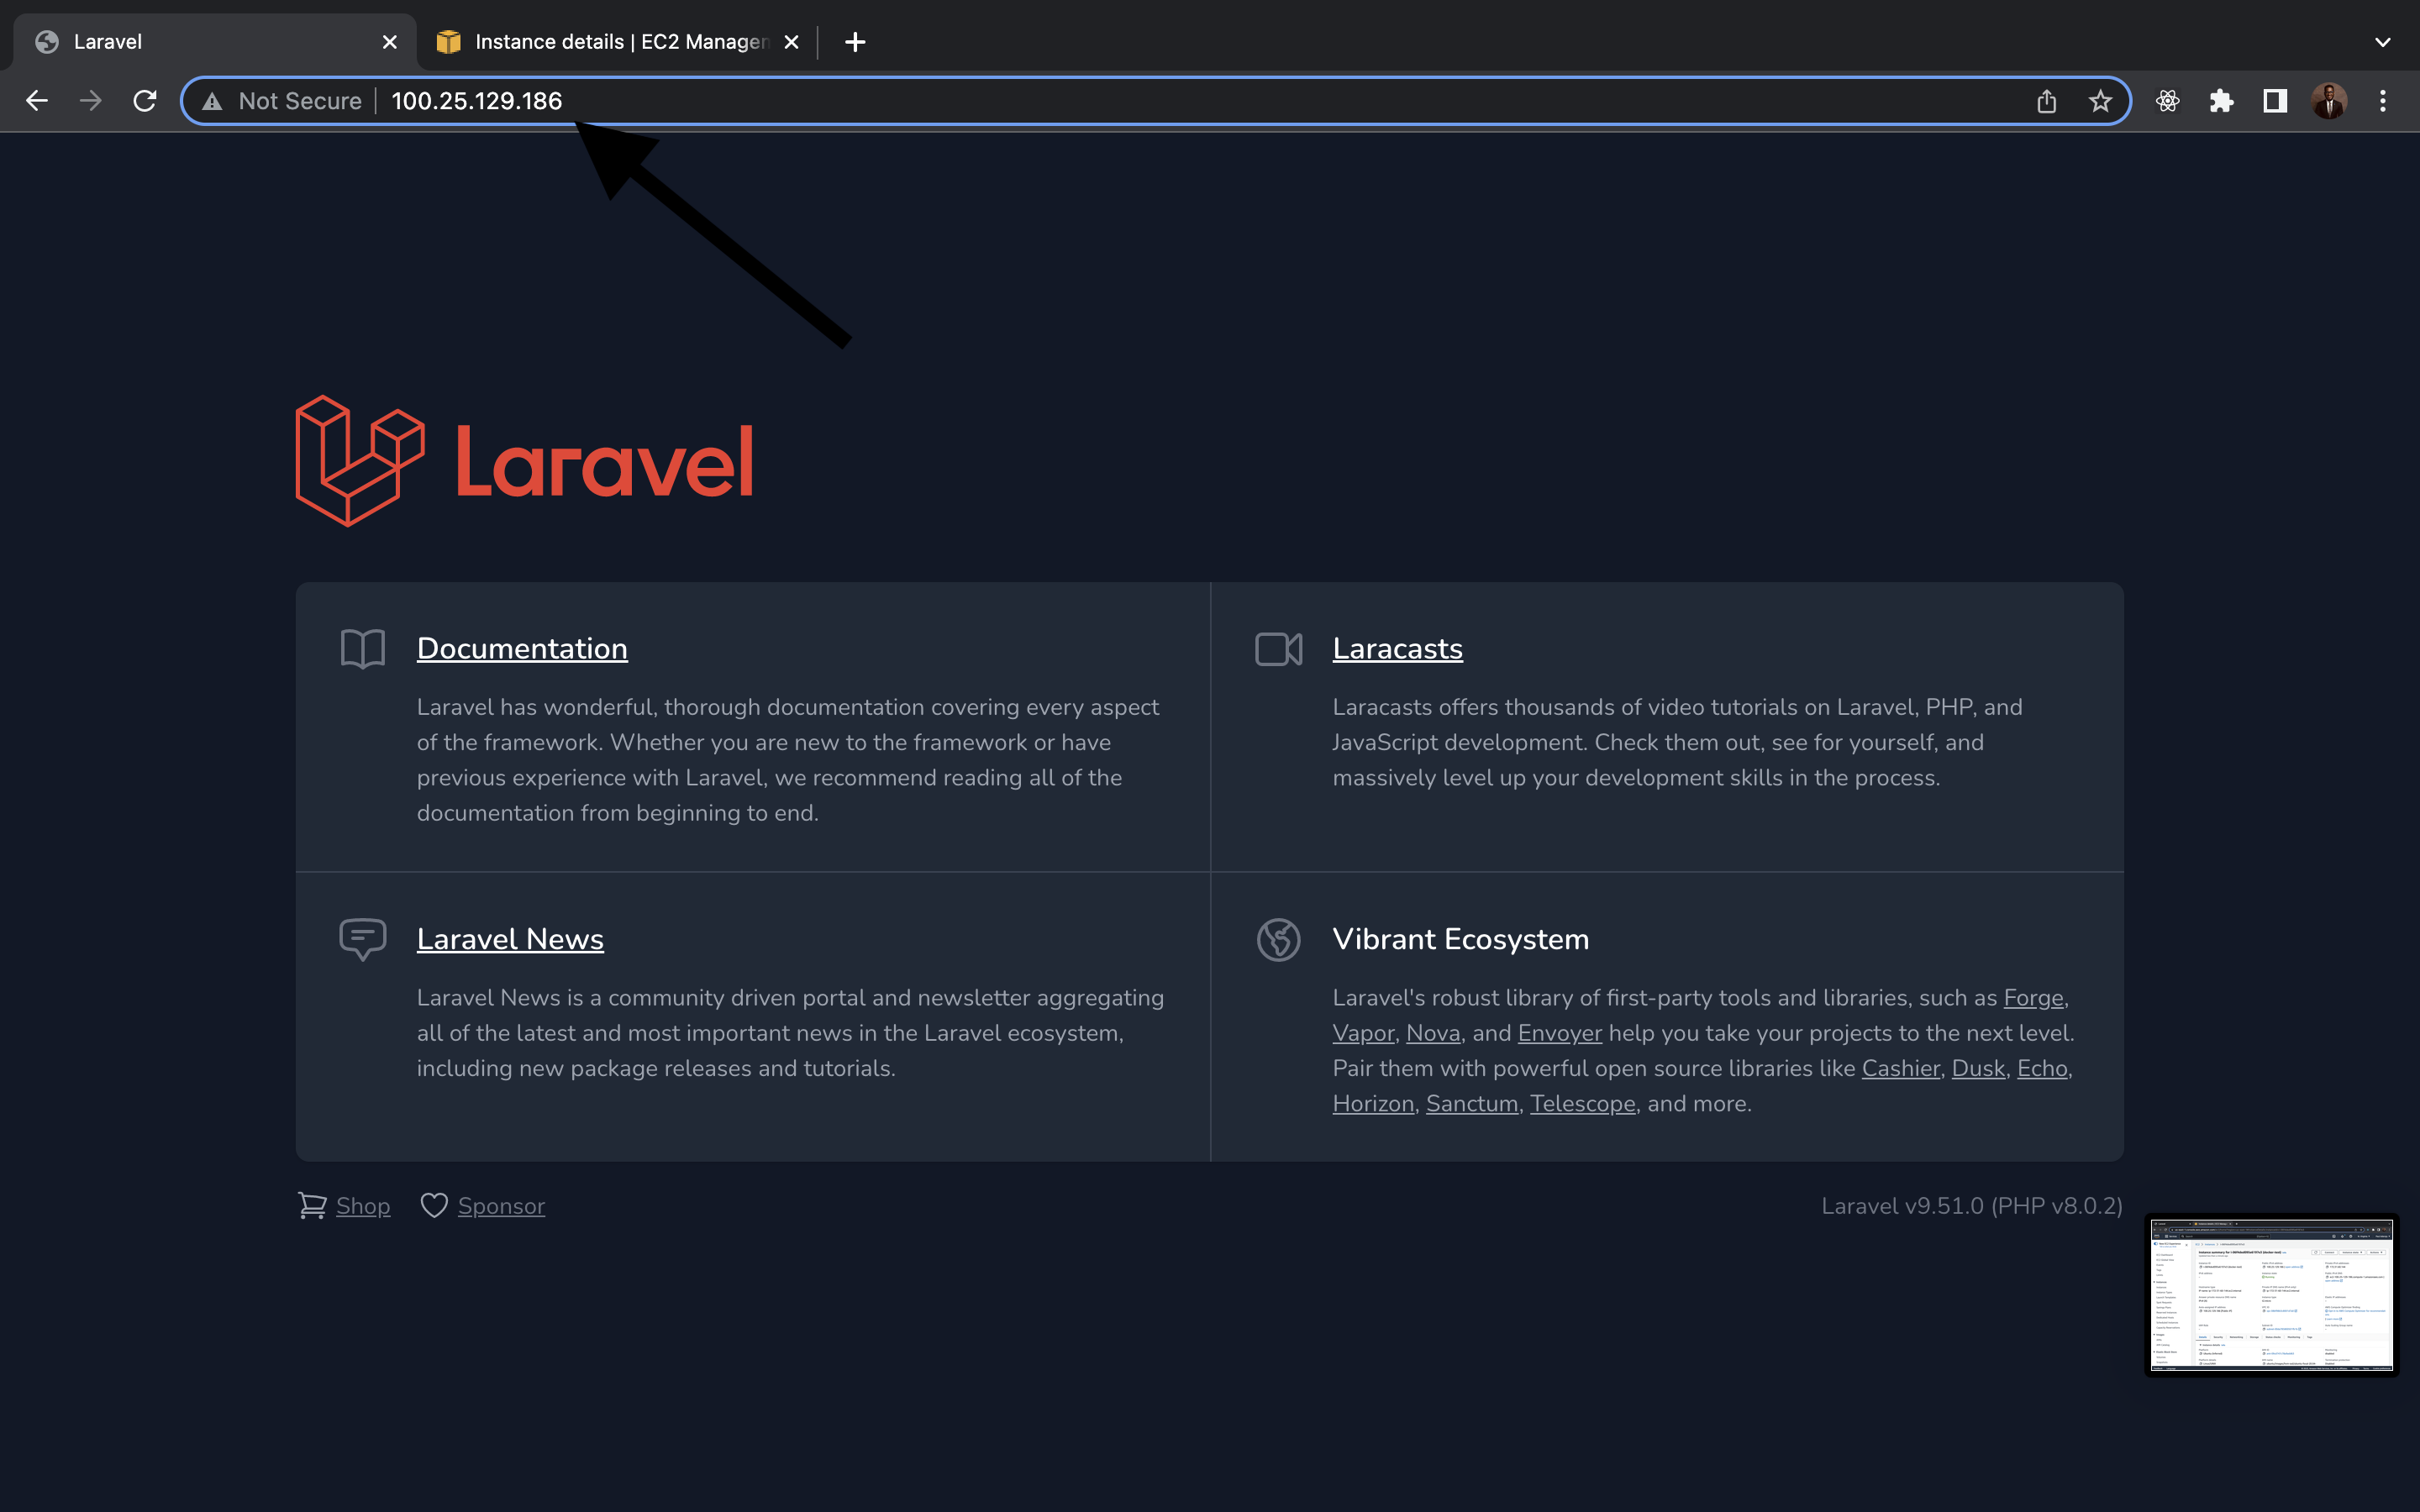 Laravel
Instance details | EC2 Managen
Not Secure
100.25.129.186
Laravel
Documentation
Laravel has wonderful, thorough documentation covering every aspect
of the framework. Whether you are new to the framework or have
previous experience with Laravel, we recommend reading all of the
documentation from beginning to end.
Laracasts
Laracasts offers thousands of video tutorials on Laravel, PHP, and
JavaScript development. Check them out, see for yourself, and
massively level up your development skills in the process.
Laravel News
Laravel News is a community driven portal and newsletter aggregating
all of the latest and most important news in the Laravel ecosystem,
including new package releases and tutorials.
Vibrant Ecosystem
Laravel's robust library of first-party tools and libraries, such as Forge,
Vapor, Nova, and Envoyer help you take your projects to the next level.
Pair them with powerful open source libraries like Cashier, Dusk, Echo,
Horizon, Sanctum, Telescope, and more.
Shop
Sponsor
Laravel v9.51.0 (PHP v8.0.2)